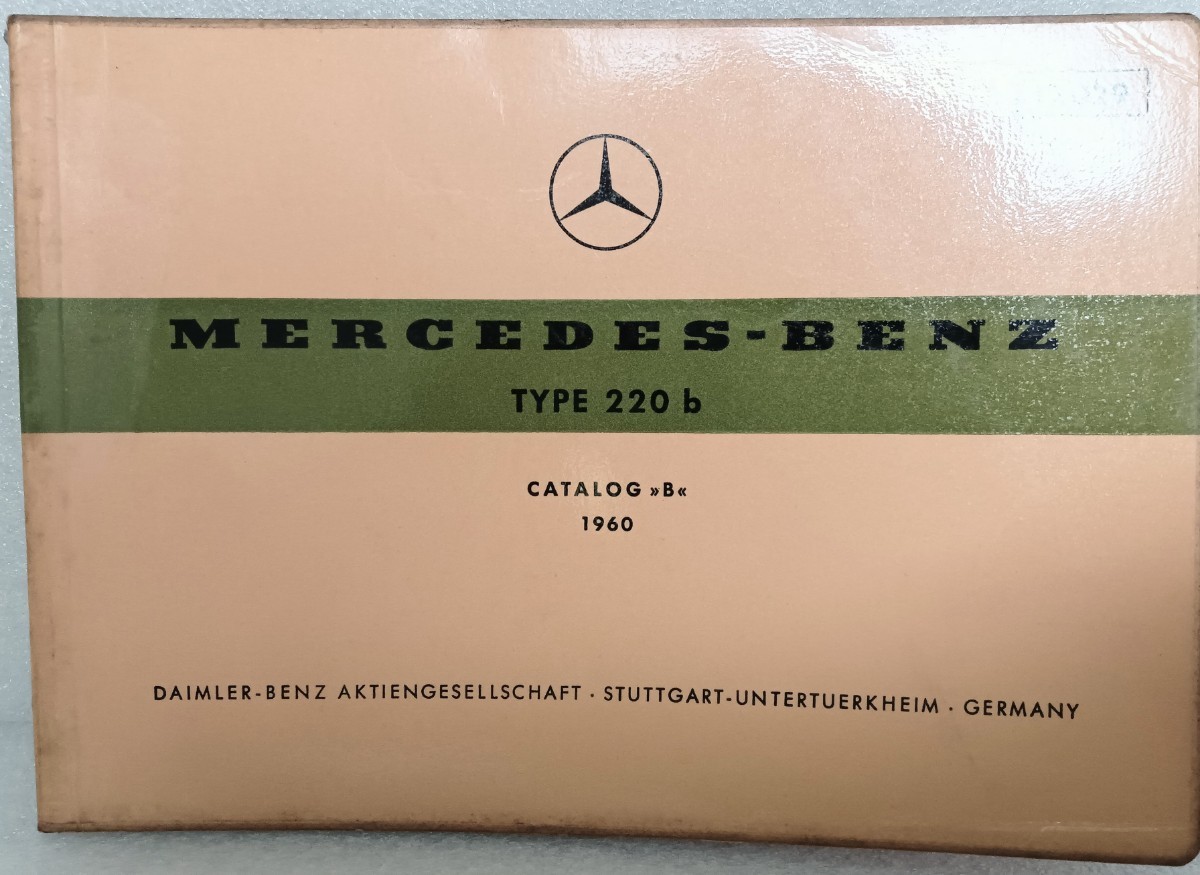 MERCEDES-BENZ
TYPE 220 b
CATALOG »B«
1960
DAIMLER-BENZ AKTIENGESELLSCHAFT · STUTTGART-UNTERTUERKHEIM · GERMANY